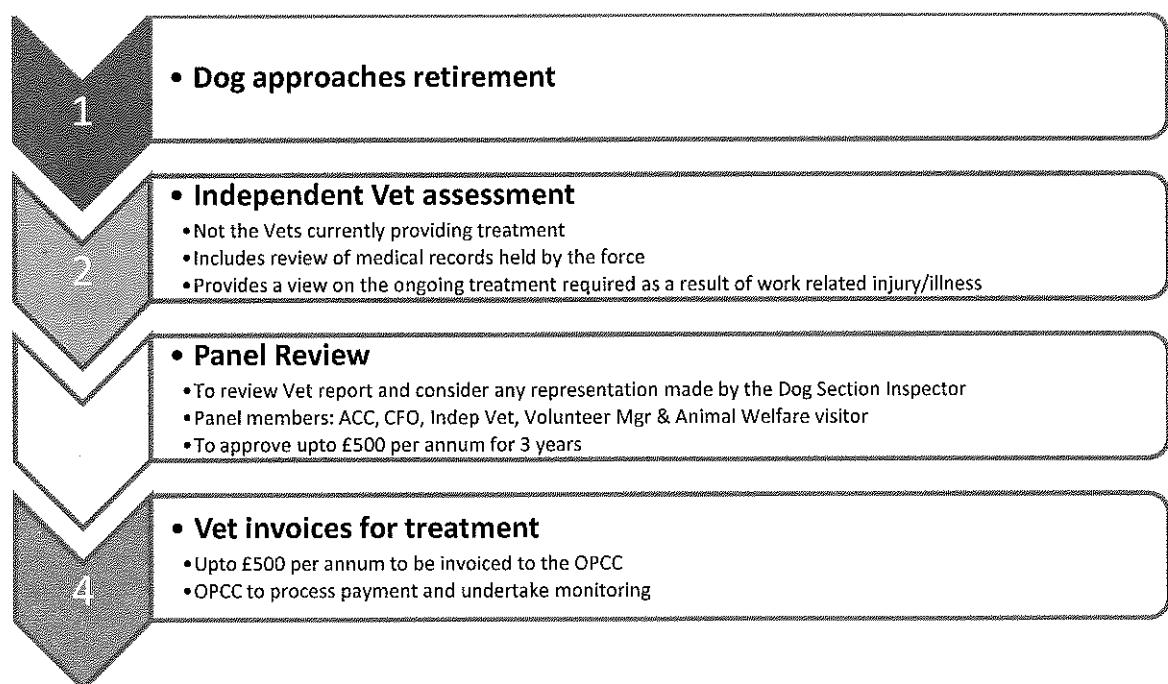 1
• Dog approaches retirement
2
• Independent Vet assessment
•Not the Vets currently providing treatment
•Includes review of medical records held by the force
•Provides a view on the ongoing treatment required as a result of work related injury/illness
• Panel Review
•To review Vet report and consider any representation made by the Dog Section Inspector
•Panel members: ACC, CFO, Indep Vet, Volunteer Mgr & Animal Welfare visitor
•To approve upto £500 per annum for 3 years
4
• Vet invoices for treatment
•Upto £500 per annum to be invoiced to the OPCC
•OPCC to process payment and undertake monitoring